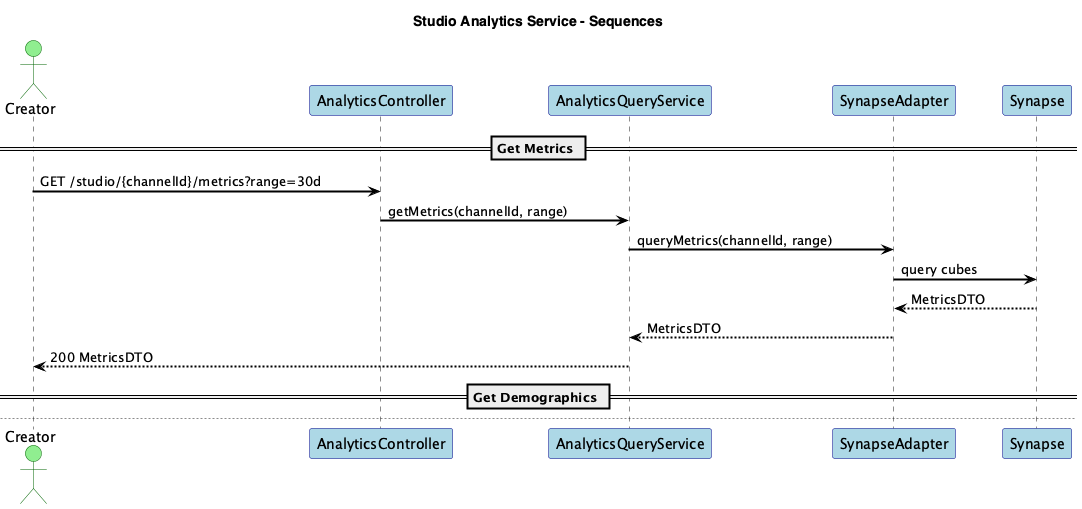 Studio Analytics Service - Sequences
Creator
AnalyticsController
AnalyticsQueryService
SynapseAdapter
Synapse
Get Metrics
GET /studio/{channelId}/metrics?range=30d
getMetrics(channelId, range)
queryMetrics(channelId, range)
query cubes
MetricsDTO
MetricsDTO
200 MetricsDTO
Get Demographics
Creator
AnalyticsController
AnalyticsQueryService
SynapseAdapter
Synapse